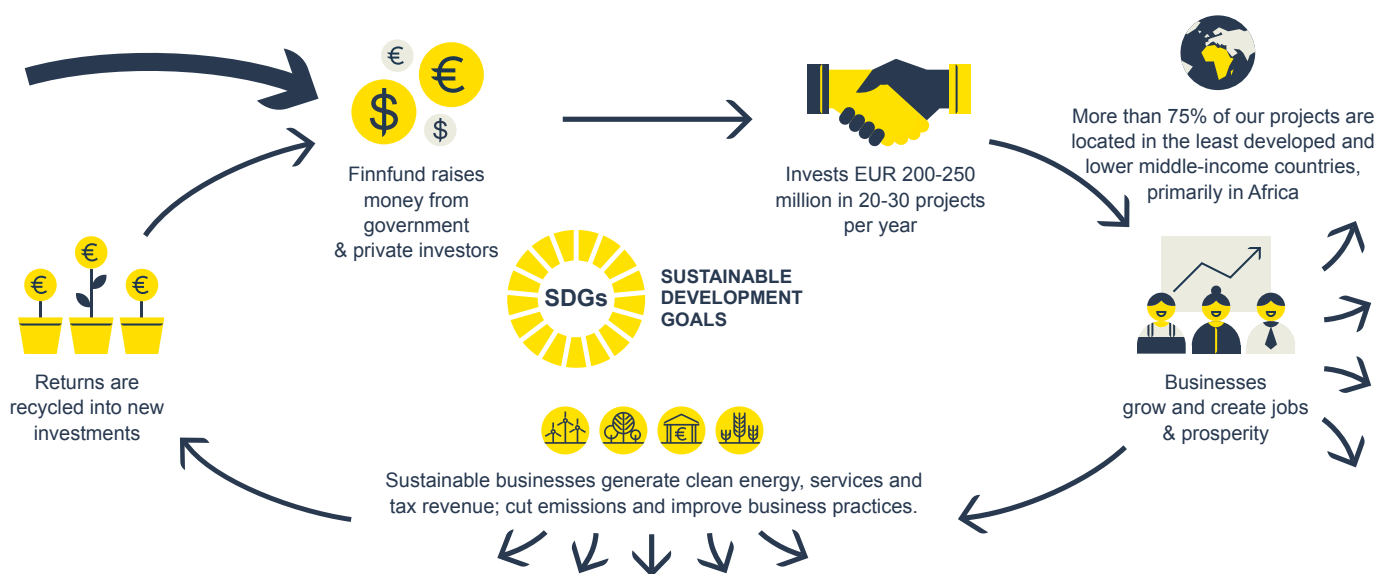 Finnfund raises
money from
government
& private investors
Invests EUR 200-250
million in 20-30 projects
per year
More than 75% of our projects are
located in the least developed and
lower middle-income countries,
primarily in Africa
Businesses
grow and create jobs
& prosperity
SDGs
SUSTAINABLE
DEVELOPMENT
GOALS
Sustainable businesses generate clean energy, services and
tax revenue; cut emissions and improve business practices.
Returns are
recycled into new
investments